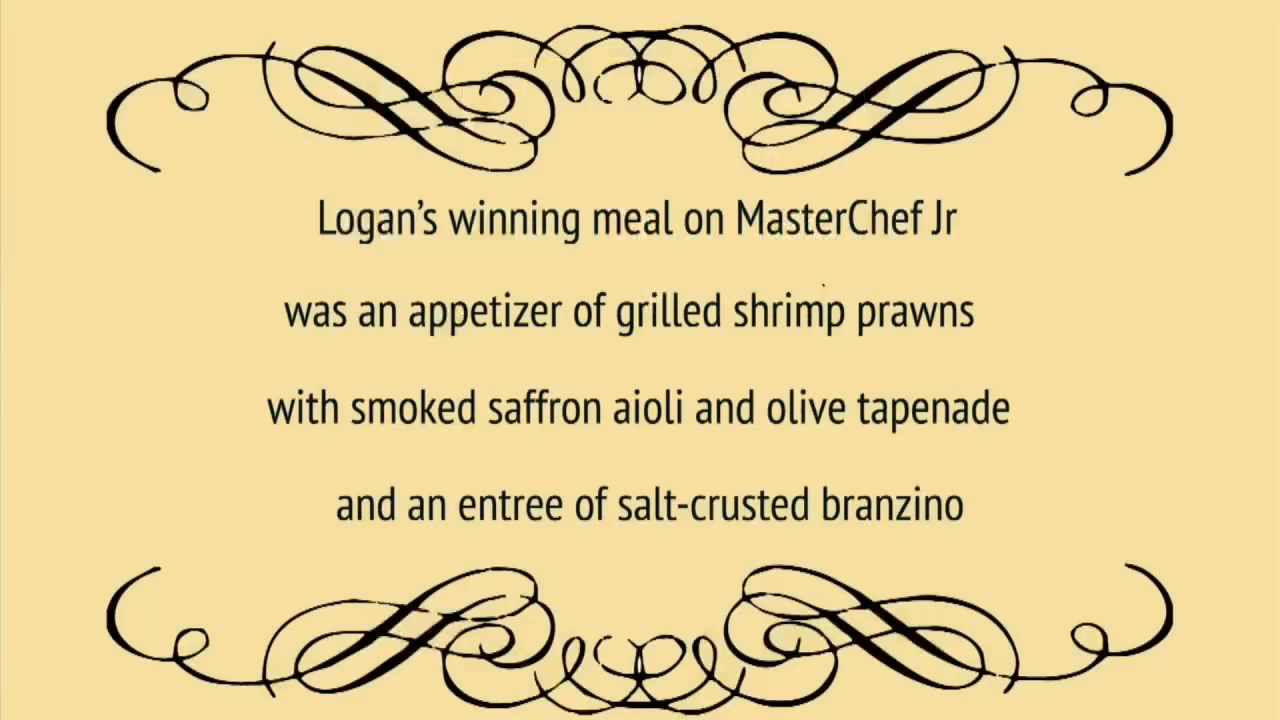 Logan’s winning meal on MasterChef Jr
was an appetizer of grilled shrimp prawns
with smoked saffron aioli and olive tapenade
and an entree of salt-crusted branzino